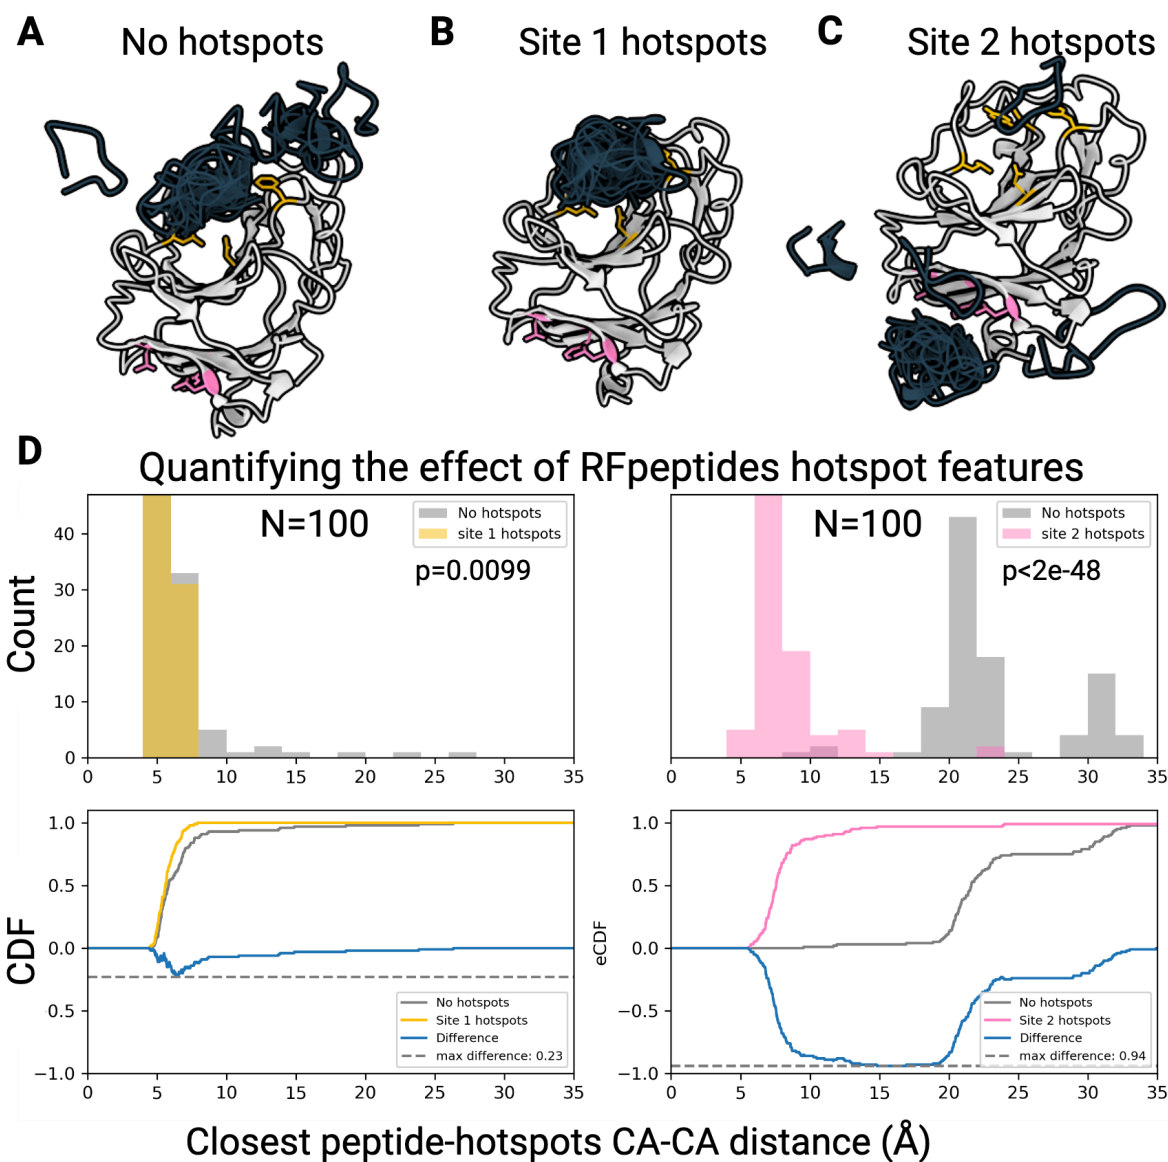 A
No hotspots
B
Site 1 hotspots
C
Site 2 hotspots
D
Quantifying the effect of RFpeptides hotspot features
Count
40
30
20
10
0
N=100
No hotspots
site 1 hotspots
p=0.0099
0 5 10 15 20 25 30 35
N=100
No hotspots
site 2 hotspots
p<2e-48
0 5 10 15 20 25 30 35
CDF
1.0
0.5
0.0
-0.5
−1.0
No hotspots
Site 1 hotspots
Difference
max difference: 0.23
0 5 10 15 20 25 30 35
eCDF
1.0
0.5
0.0
−0.5
−1.0
No hotspots
Site 2 hotspots
Difference
max difference: 0.94
0 5 10 15 20 25 30 35
Closest peptide-hotspots CA-CA distance (Å)